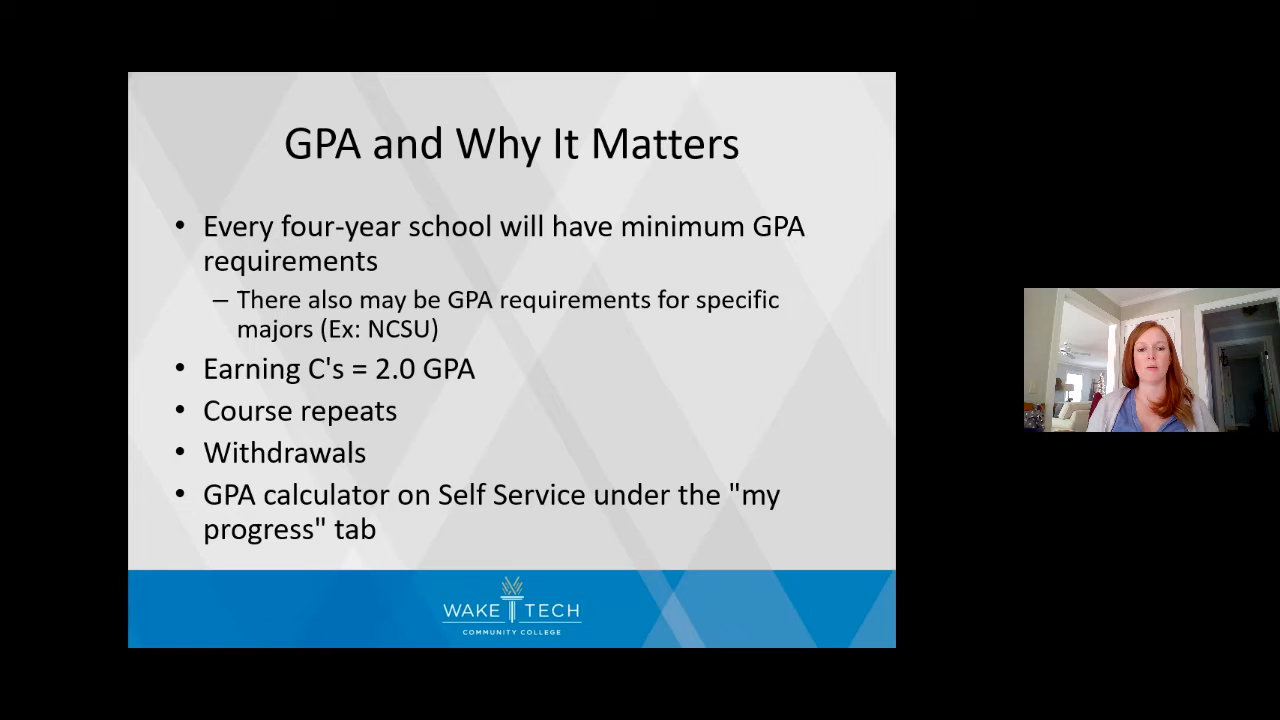 GPA and Why It Matters
• Every four-year school will have minimum GPA
requirements
– There also may be GPA requirements for specific
majors (Ex: NCSU)
• Earning C's = 2.0 GPA
• Course repeats
• Withdrawals
• GPA calculator on Self Service under the "my
progress" tab
WAKE TECH
COMMUNITY COLLEGE